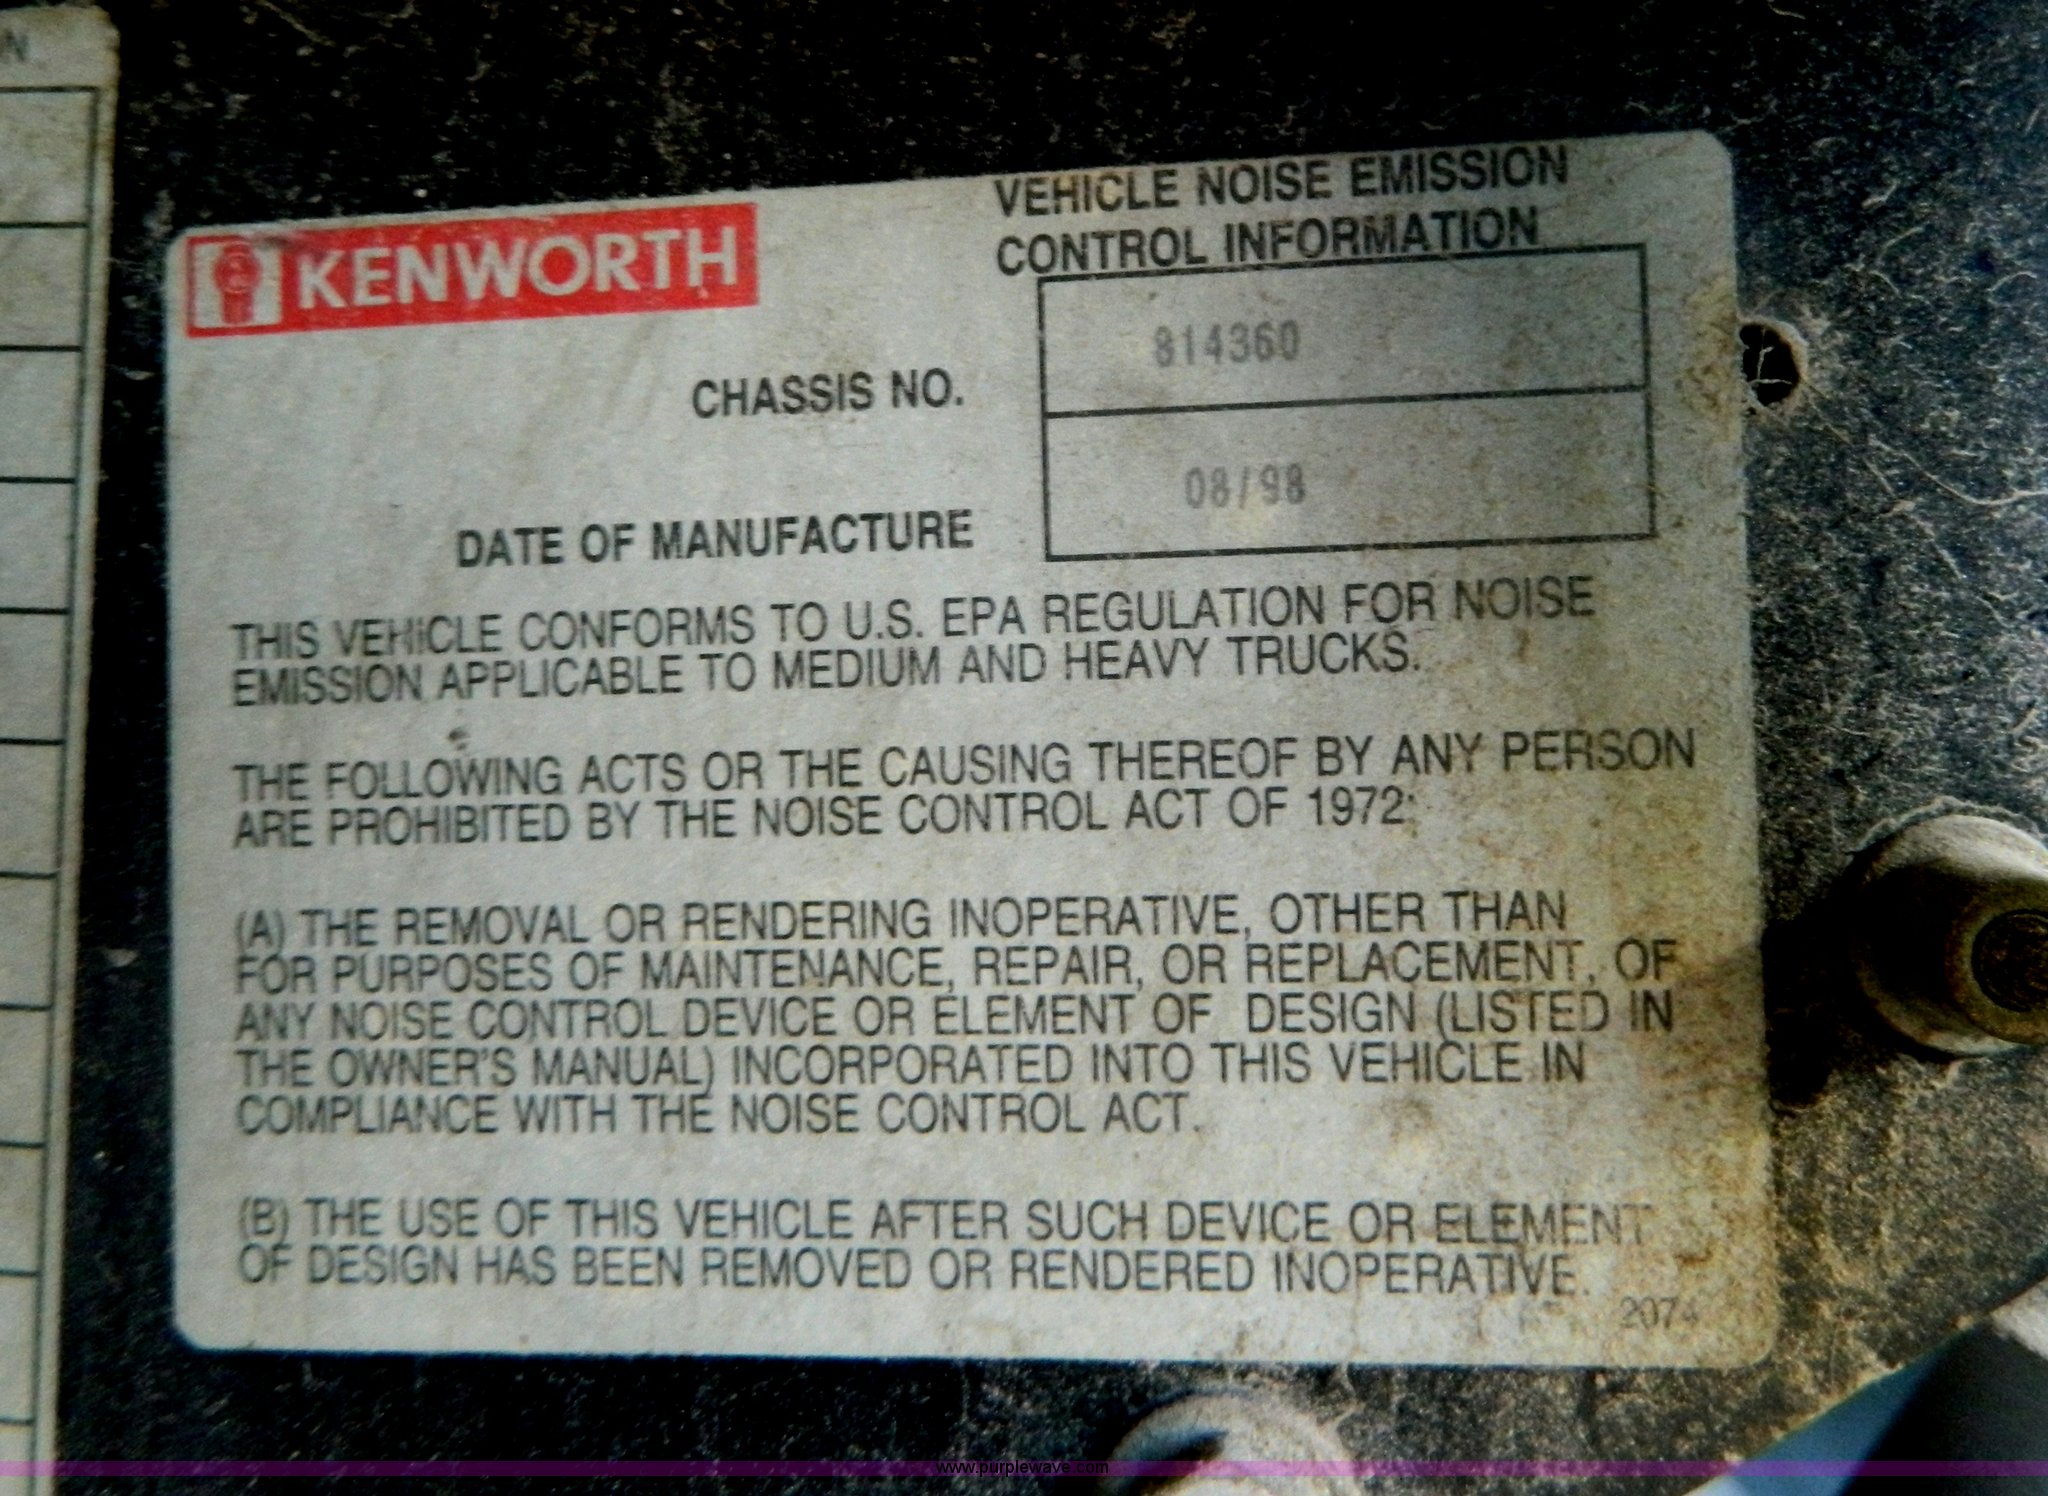 N
KENWORTH
VEHICLE NOISE EMISSION
CONTROL INFORMATION
CHASSIS NO.
814360
DATE OF MANUFACTURE
08/98
THIS VEHICLE CONFORMS TO U.S. EPA REGULATION FOR NOISE
EMISSION APPLICABLE TO MEDIUM AND HEAVY TRUCKS.
THE FOLLOWING ACTS OR THE CAUSING THEREOF BY ANY PERSON
ARE PROHIBITED BY THE NOISE CONTROL ACT OF 1972:
(A) THE REMOVAL OR RENDERING INOPERATIVE, OTHER THAN
FOR PURPOSES OF MAINTENANCE, REPAIR, OR REPLACEMENT, OF
ANY NOISE CONTROL DEVICE OR ELEMENT OF DESIGN (LISTED IN
THE OWNER'S MANUAL) INCORPORATED INTO THIS VEHICLE IN
COMPLIANCE WITH THE NOISE CONTROL ACT.
(B) THE USE OF THIS VEHICLE AFTER SUCH DEVICE OR ELEMENT
OF DESIGN HAS BEEN REMOVED OR RENDERED INOPERATIVE.
2074
www.purplewave.com